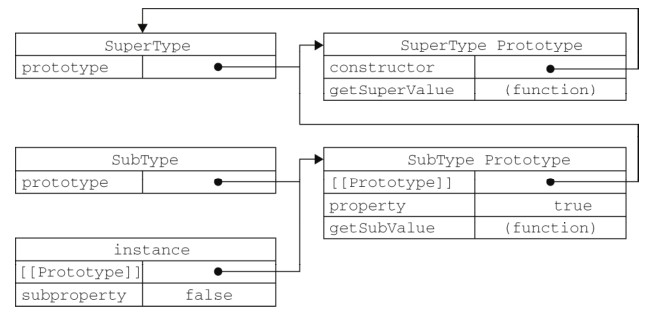 SuperType
prototype
SuperType Prototype
constructor
getSuperValue (function)
SubType
prototype
SubType Prototype
[[Prototype]]
property true
getSubValue (function)
instance
[[Prototype]]
subproperty false